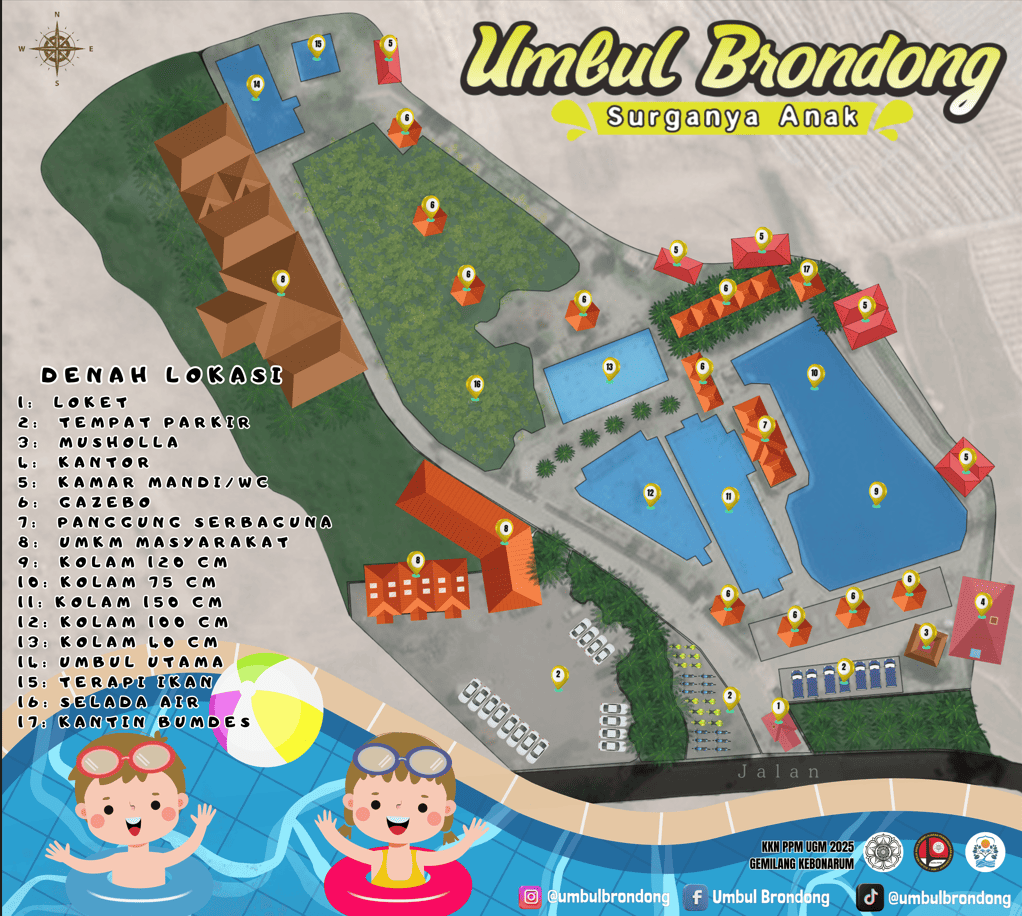 N
W E
S
Umbul Brondong
Surganya Anak
15
5
14
6
6
5
5
8
6
17
6
6
5
6
13
6
10
16
7
5
12
11
9
8
8
6
6
6
6
4
3
2
2
2
1
Jalan
DENAH LOKASI
1: LOKET
2: TEMPAT PARKIR
3: MUSHOLLA
4: KANTOR
5: KAMAR MANDI/WC
6: GAZEBO
7: PANGGUNG SERBAGUNA
8: UMKM MASYARAKAT
9: KOLAM 120 CM
10: KOLAM 75 CM
11: KOLAM 150 CM
12: KOLAM 100 CM
13: KOLAM 40 CM
14: UMBUL UTAMA
15: TERAPI IKAN
16: SELADA AIR
17: KANTIN BUMDES
KKN PPM UGM 2025
GEMILANG KEBONARUM
@umbulbrondong Umbul Brondong @umbulbrondong